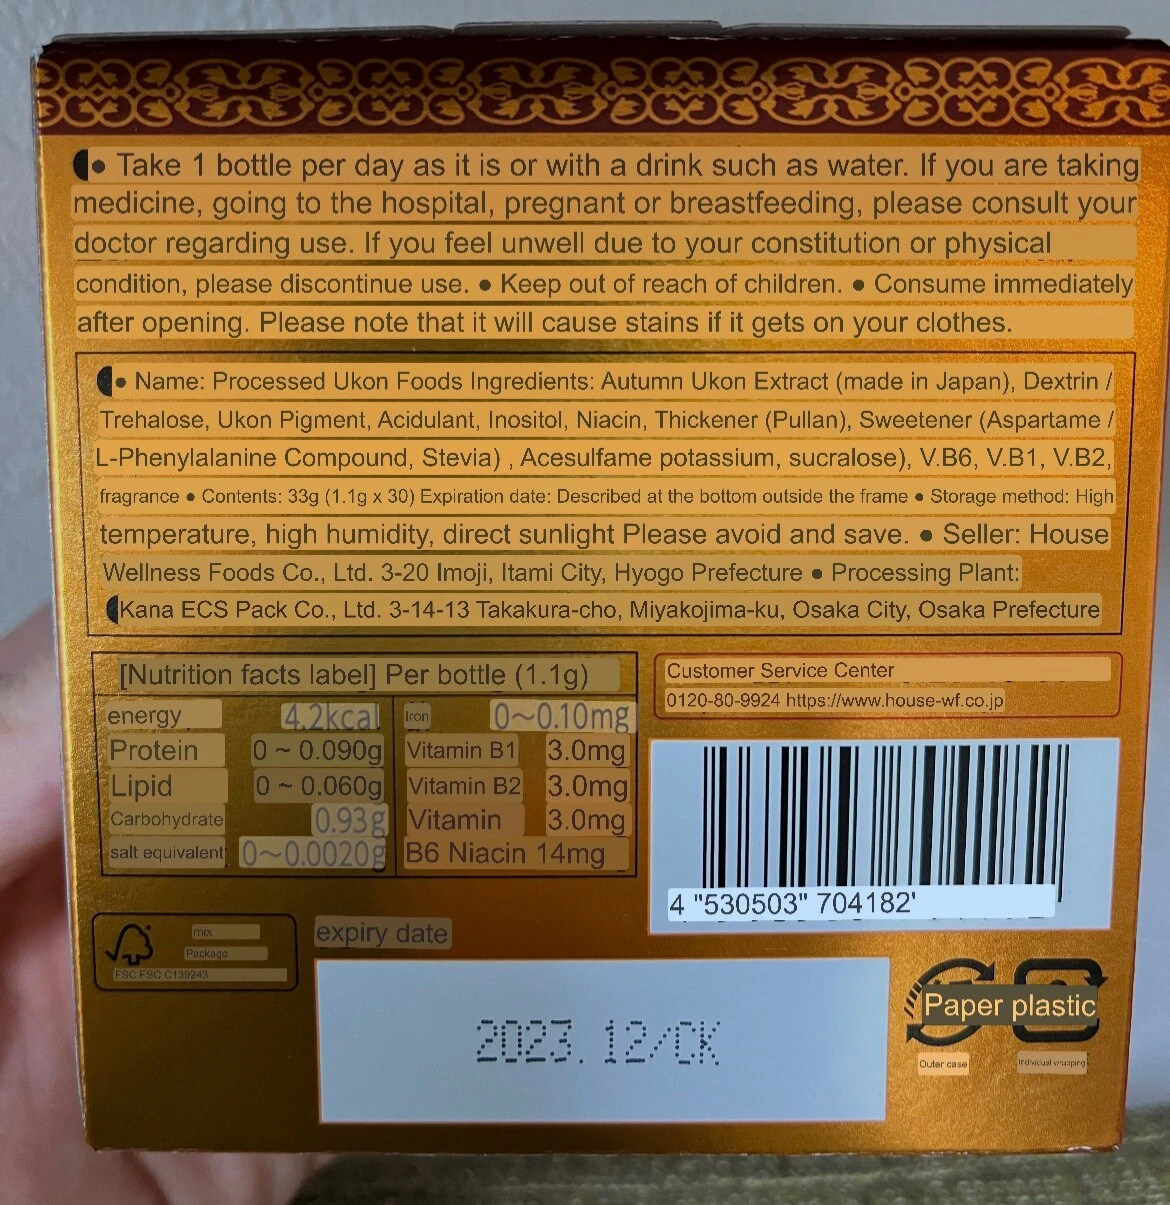 ● Take 1 bottle per day as it is or with a drink such as water. If you are taking
medicine, going to the hospital, pregnant or breastfeeding, please consult your
doctor regarding use. If you feel unwell due to your constitution or physical
condition, please discontinue use. ● Keep out of reach of children. ● Consume immediately
after opening. Please note that it will cause stains if it gets on your clothes.
● Name: Processed Ukon Foods Ingredients: Autumn Ukon Extract (made in Japan), Dextrin /
Trehalose, Ukon Pigment, Acidulant, Inositol, Niacin, Thickener (Pullan), Sweetener (Aspartame /
L-Phenylalanine Compound, Stevia) , Acesulfame potassium, sucralose), V.B6, V.B1, V.B2,
fragrance ● Contents: 33g (1.1g x 30) Expiration date: Described at the bottom outside the frame ● Storage method: High
temperature, high humidity, direct sunlight Please avoid and save. ● Seller: House
Wellness Foods Co., Ltd. 3-20 Imoji, Itami City, Hyogo Prefecture ● Processing Plant:
Kana ECS Pack Co., Ltd. 3-14-13 Takakura-cho, Miyakojima-ku, Osaka City, Osaka Prefecture
[Nutrition facts label] Per bottle (1.1g)
energy 4.2kcal
Protein 0 ~ 0.090g
Lipid 0 ~ 0.060g
Carbohydrate 0.93g
salt equivalent 0~0.0020g
Iron 0~0.10mg
Vitamin B1 3.0mg
Vitamin B2 3.0mg
Vitamin 3.0mg
B6 Niacin 14mg
Customer Service Center
0120-80-9924 https://www.house-wf.co.jp
4 "530503" 704182'
mix
Package
FSC FSC C139243
expiry date
2023.12/CK
Paper plastic
Outer case
Individual wrapping